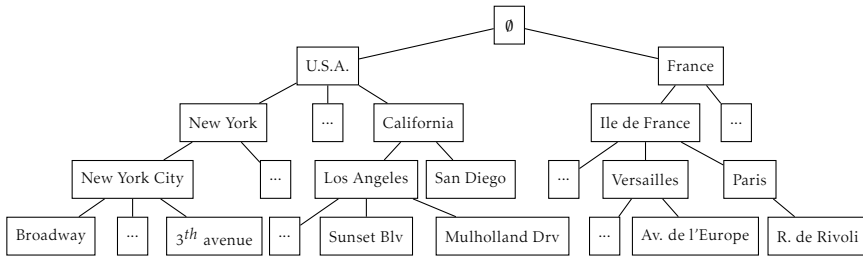 ∅
U.S.A.
France
New York
...
California
Ile de France
...
New York City
...
Los Angeles
San Diego
...
Versailles
Paris
Broadway
...
3th avenue
...
Sunset Blv
Mulholland Drv
...
Av. de l'Europe
R. de Rivoli